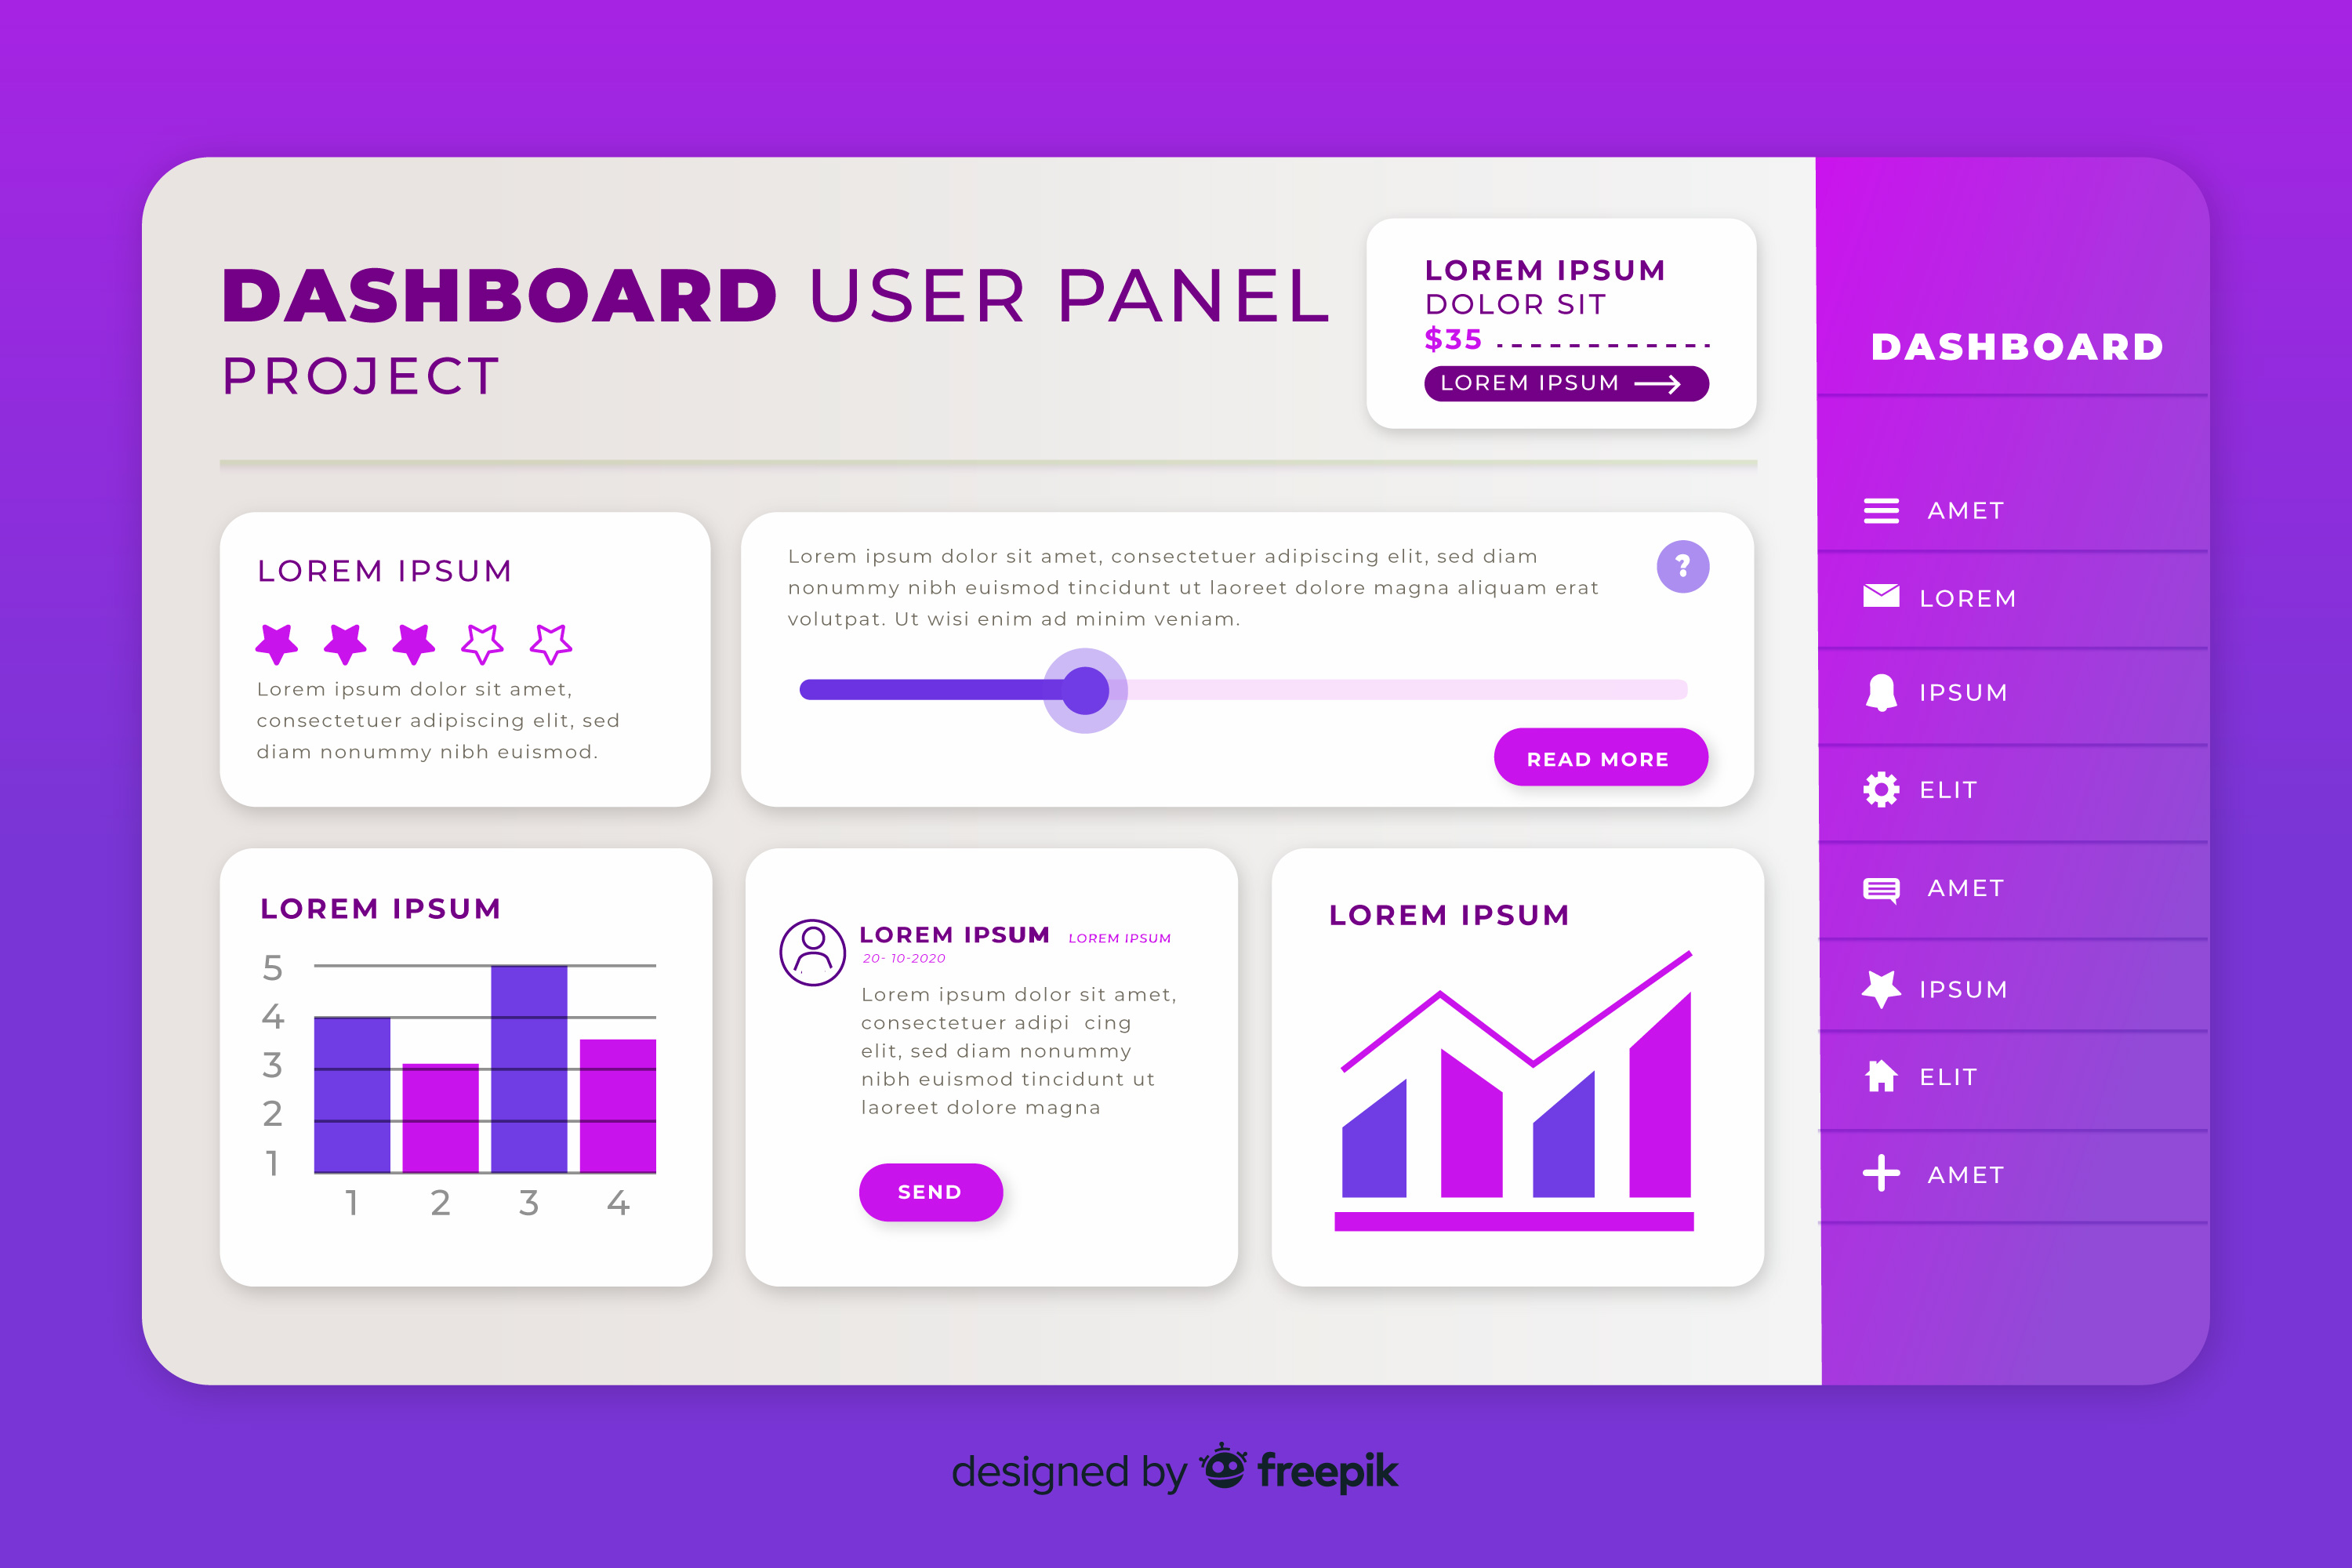 DASHBOARD USER PANEL
PROJECT
LOREM IPSUM
DOLOR SIT
$35
LOREM IPSUM
LOREM IPSUM
Lorem ipsum dolor sit amet,
consectetuer adipiscing elit, sed
diam nonummy nibh euismod.
Lorem ipsum dolor sit amet, consectetuer adipiscing elit, sed diam
nonummy nibh euismod tincidunt ut laoreet dolore magna aliquam erat
volutpat. Ut wisi enim ad minim veniam.
?
READ MORE
LOREM IPSUM
5
4
3
2
1
1 2 3 4
LOREM IPSUM LOREM IPSUM
20- 10-2020
Lorem ipsum dolor sit amet,
consectetuer adipi cing
elit, sed diam nonummy
nibh euismod tincidunt ut
laoreet dolore magna
SEND
LOREM IPSUM
DASHBOARD
AMET
LOREM
IPSUM
ELIT
AMET
IPSUM
ELIT
AMET
designed by freepik